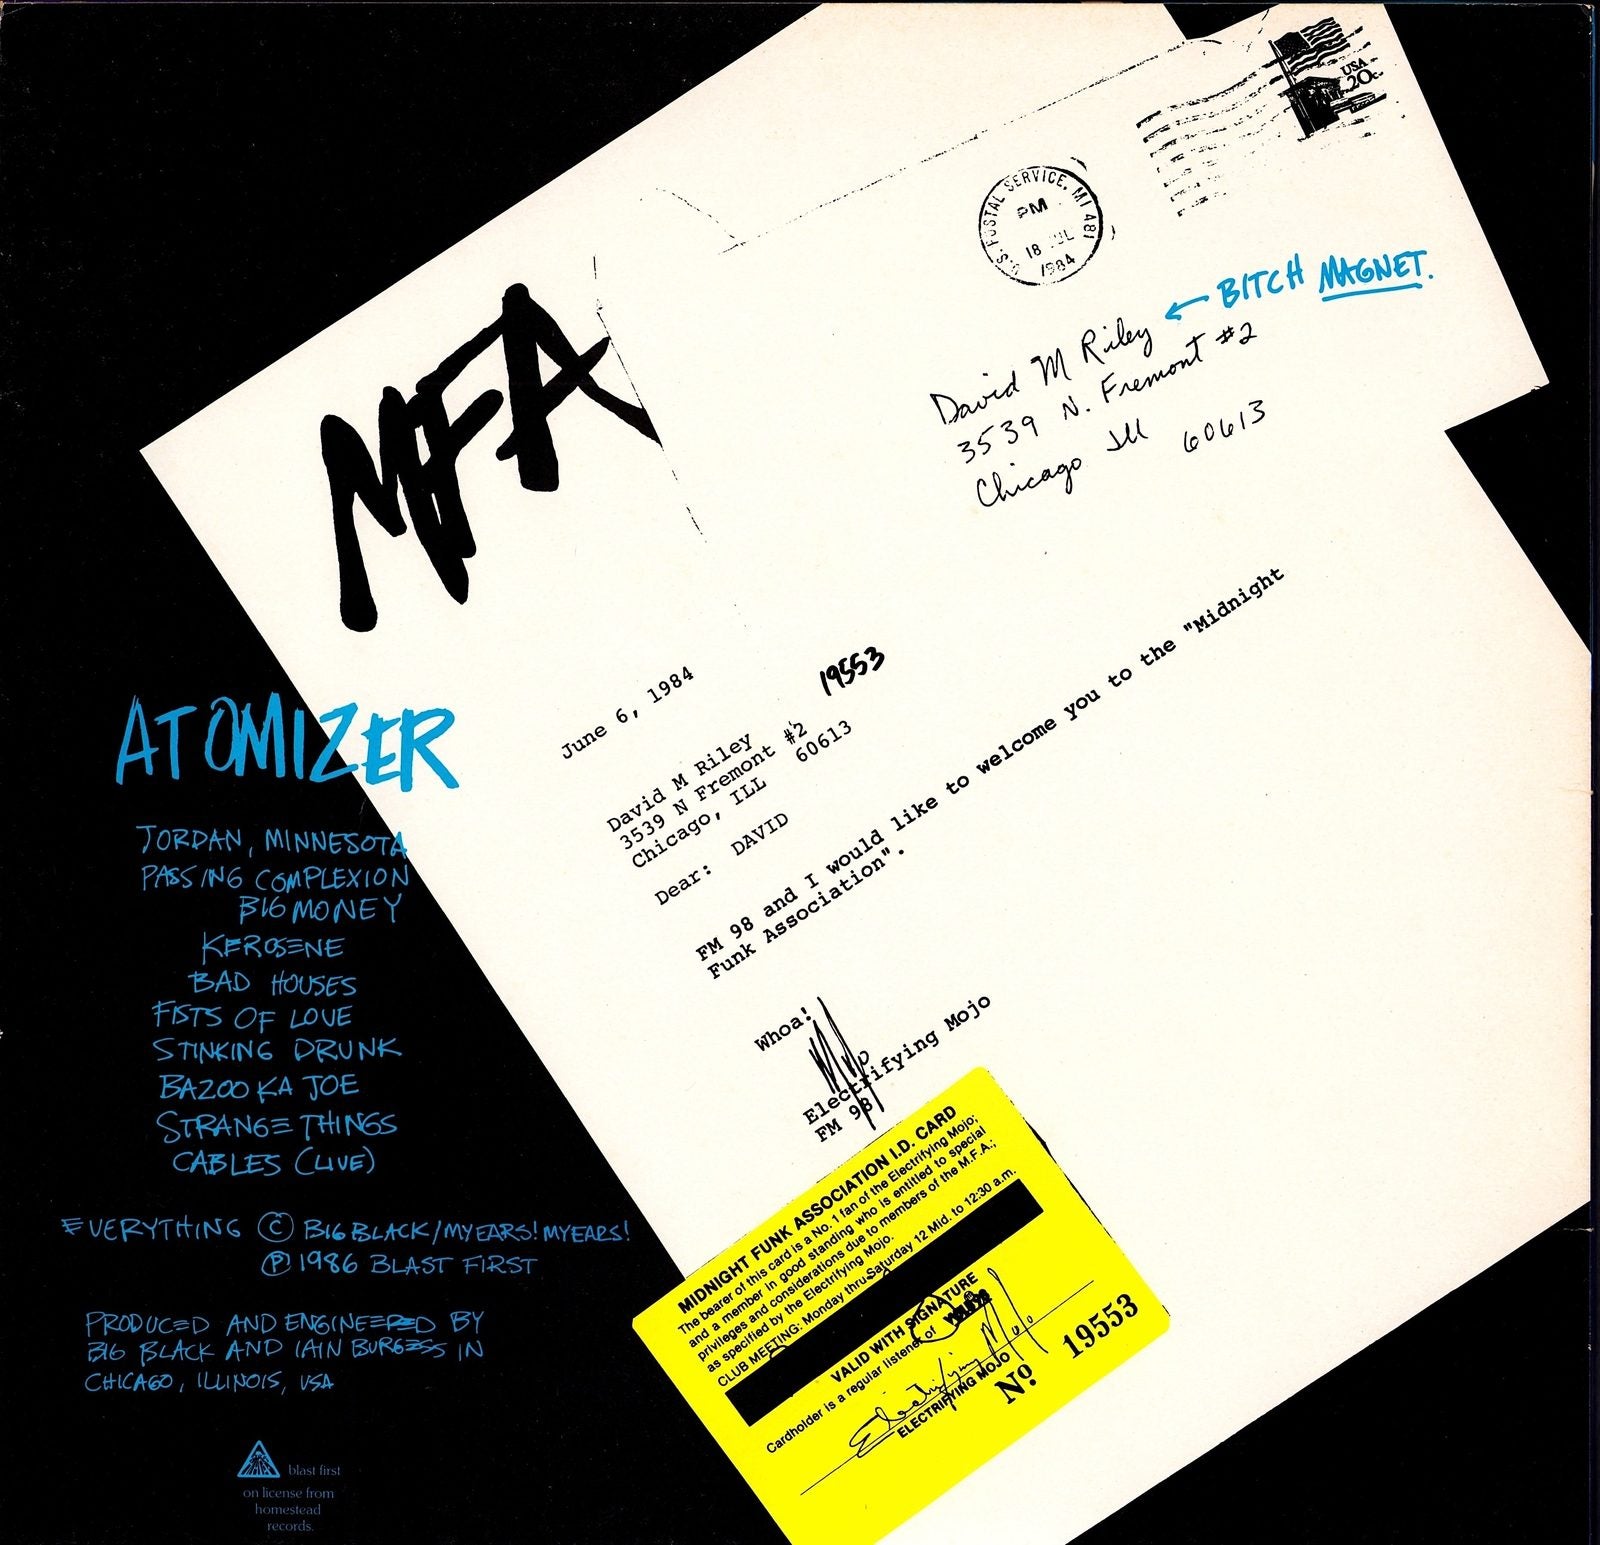 USA
20c
U.S. POSTAL SERVICE, MI 481
PM
18 JUL
1984
← BITCH MAGNET.
David M Riley
3539 N. Fremont #2
Chicago Ill 60613
MFA
June 6, 1984
19553
David M Riley
3539 N Fremont #2
Chicago, ILL 60613
Dear: DAVID
FM 98 and I would like to welcome you to the "Midnight
Funk Association".
Whoa!
Mojo
Electrifying Mojo
FM 98
MIDNIGHT FUNK ASSOCIATION I.D. CARD
The bearer of this card is a No. 1 fan of the Electrifying Mojo;
and a member in good standing who is entitled to special
privileges and considerations due to members of the M.F.A.;
as specified by the Electrifying Mojo.
CLUB MEETING: Monday thru Saturday 12 Mid. to 12:30 a.m.
VALID WITH SIGNATURE
Cardholder is a regular listener of
Electrifying Mojo
ELECTRIFYING MOJO
No 19553
ATOMIZER
JORDAN, MINNESOTA
PASSING COMPLEXION
BIG MONEY
KEROSENE
BAD HOUSES
FISTS OF LOVE
STINKING DRUNK
BAZOOKA JOE
STRANGE THINGS
CABLES (LIVE)
EVERYTHING © BIG BLACK/MY EARS! MY EARS!
℗ 1986 BLAST FIRST
PRODUCED AND ENGINEERED BY
BIG BLACK AND IAIN BURGESS IN
CHICAGO, ILLINOIS, USA
blast first
on license from
homestead
records.